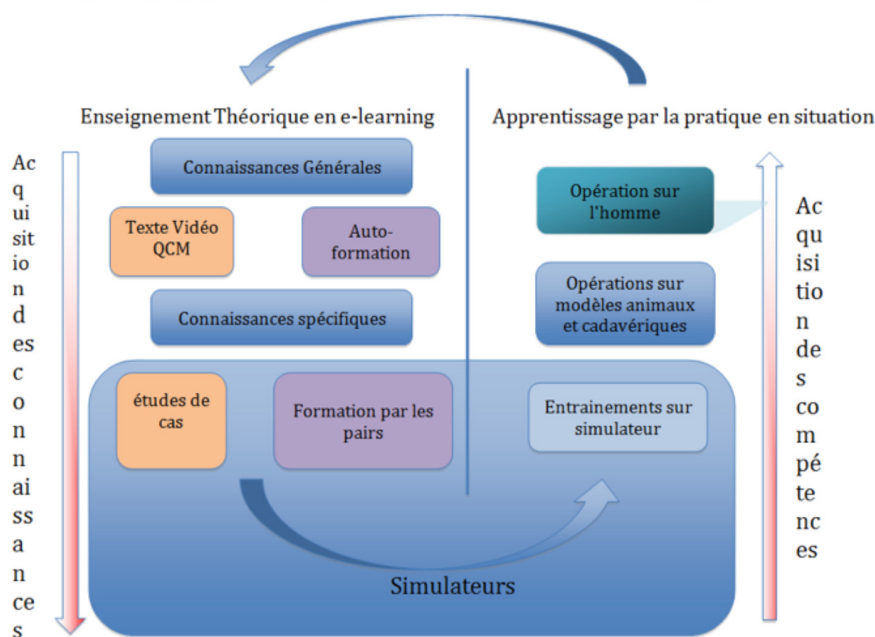 Enseignement Théorique en e-learning
Apprentissage par la pratique en situation
Ac
q
ui
sit
io
n
d
es
c
o
n
n
ai
ss
a
n
ce
s
Connaissances Générales
Texte Vidéo
QCM
Auto-
formation
Connaissances spécifiques
études de
cas
Formation par les
pairs
Opération sur
l'homme
Opérations sur
modèles animaux
et cadavériques
Entrainements sur
simulateur
Simulateurs
Ac
qu
isi
tio
n
de
s
co
m
pé
te
nc
es